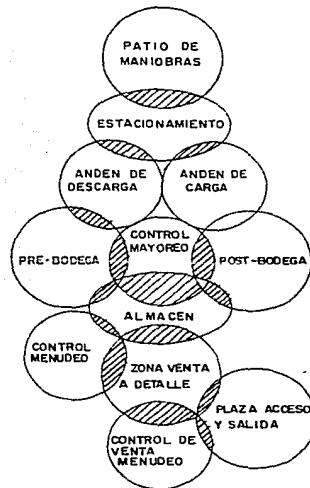 PATIO DE
MANIOBRAS
ESTACIONAMIENTO
ANDEN DE
DESCARGA
ANDEN DE
CARGA
CONTROL
MAYOREO
PRE-BODEGA
POST-BODEGA
ALMACEN
CONTROL
MENUDEO
ZONA VENTA
A DETALLE
PLAZA ACCESO
Y SALIDA
CONTROL DE
VENTA
MENUDEO